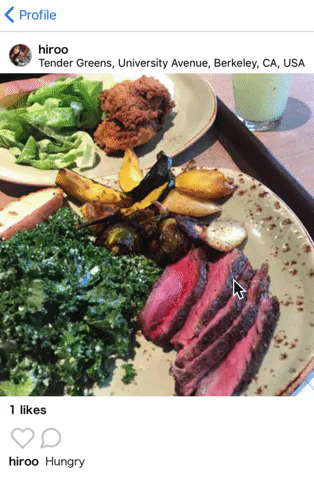 Profile
hiroo
Tender Greens, University Avenue, Berkeley, CA, USA
1 likes
hiroo Hungry